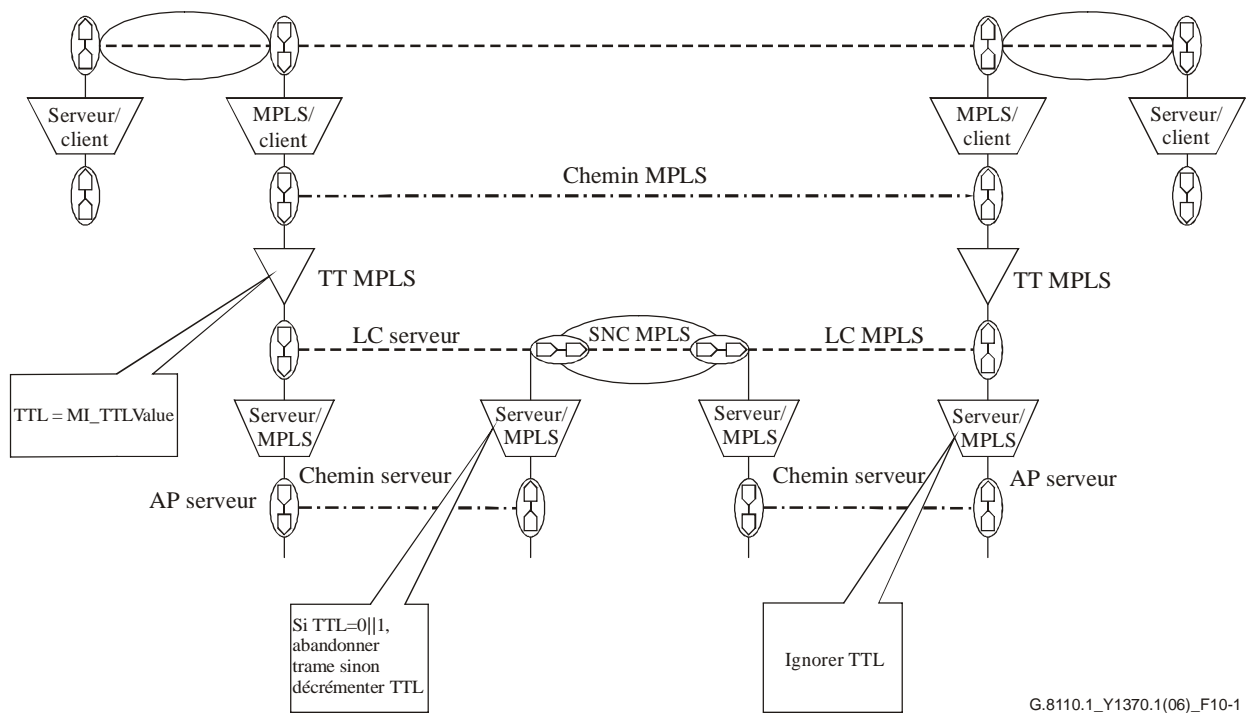 Serveur/
client
MPLS/
client
MPLS/
client
Serveur/
client
Chemin MPLS
TT MPLS
TT MPLS
LC serveur
SNC MPLS
LC MPLS
TTL = MI_TTLValue
Serveur/
MPLS
Serveur/
MPLS
Serveur/
MPLS
Serveur/
MPLS
Chemin serveur
Chemin serveur
AP serveur
AP serveur
Si TTL=0||1,
abandonner
trame sinon
décrémenter TTL
Ignorer TTL
G.8110.1_Y1370.1(06)_F10-1